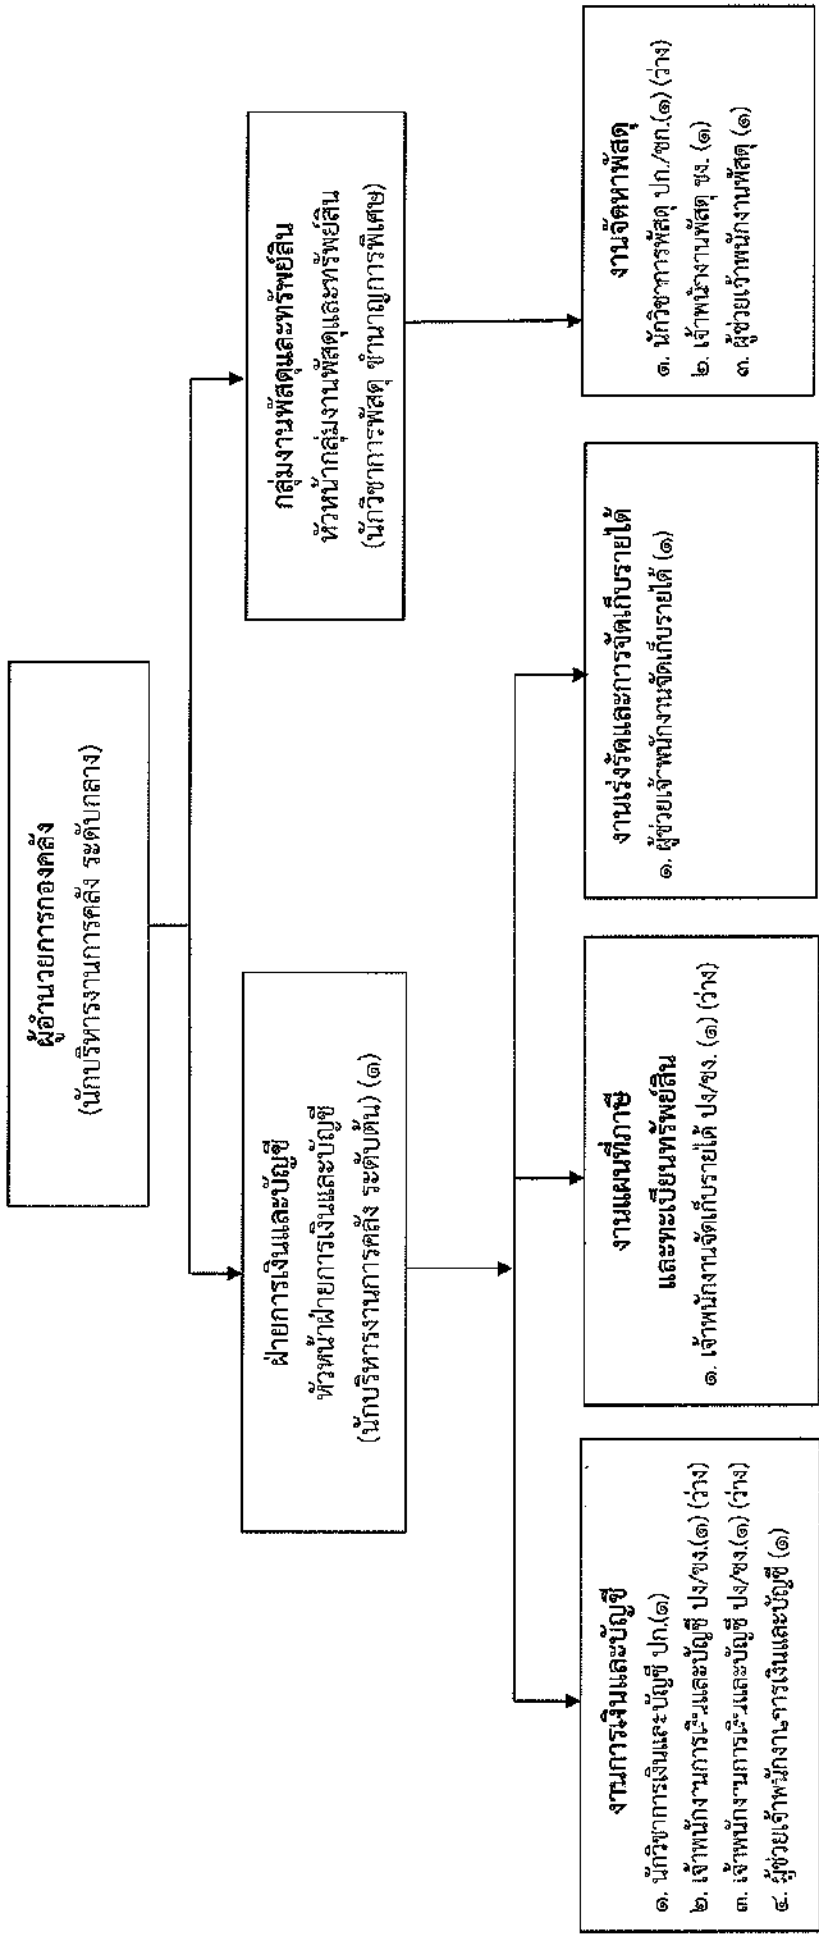 ผู้อำนวยการกองคลัง
(นักบริหารงานการคลัง ระดับกลาง)
ฝ่ายการเงินและบัญชี
หัวหน้าฝ่ายการเงินและบัญชี
(นักบริหารงานการคลัง ระดับต้น) (๑)
กลุ่มงานพัสดุและทรัพย์สิน
หัวหน้ากลุ่มงานพัสดุและทรัพย์สิน
(นักวิชาการพัสดุ ชำนาญการพิเศษ)
งานการเงินและบัญชี
๑. นักวิชาการเงินและบัญชี ปก.(๑)
๒. เจ้าพนักงานการเงินและบัญชี ปง/ชง.(๑) (ว่าง)
๓. เจ้าพนักงานการเงินและบัญชี ปง/ชง.(๑) (ว่าง)
๔. ผู้ช่วยเจ้าพนักงานการเงินและบัญชี (๑)
งานแผนที่ภาษี
และทะเบียนทรัพย์สิน
๑. เจ้าพนักงานจัดเก็บรายได้ ปง/ชง. (๑) (ว่าง)
งานเร่งรัดและการจัดเก็บรายได้
๑. ผู้ช่วยเจ้าพนักงานจัดเก็บรายได้ (๑)
งานจัดหาพัสดุ
๑. นักวิชาการพัสดุ ปก./ชก.(๑) (ว่าง)
๒. เจ้าพนักงานพัสดุ ชง. (๑)
๓. ผู้ช่วยเจ้าพนักงานพัสดุ (๑)